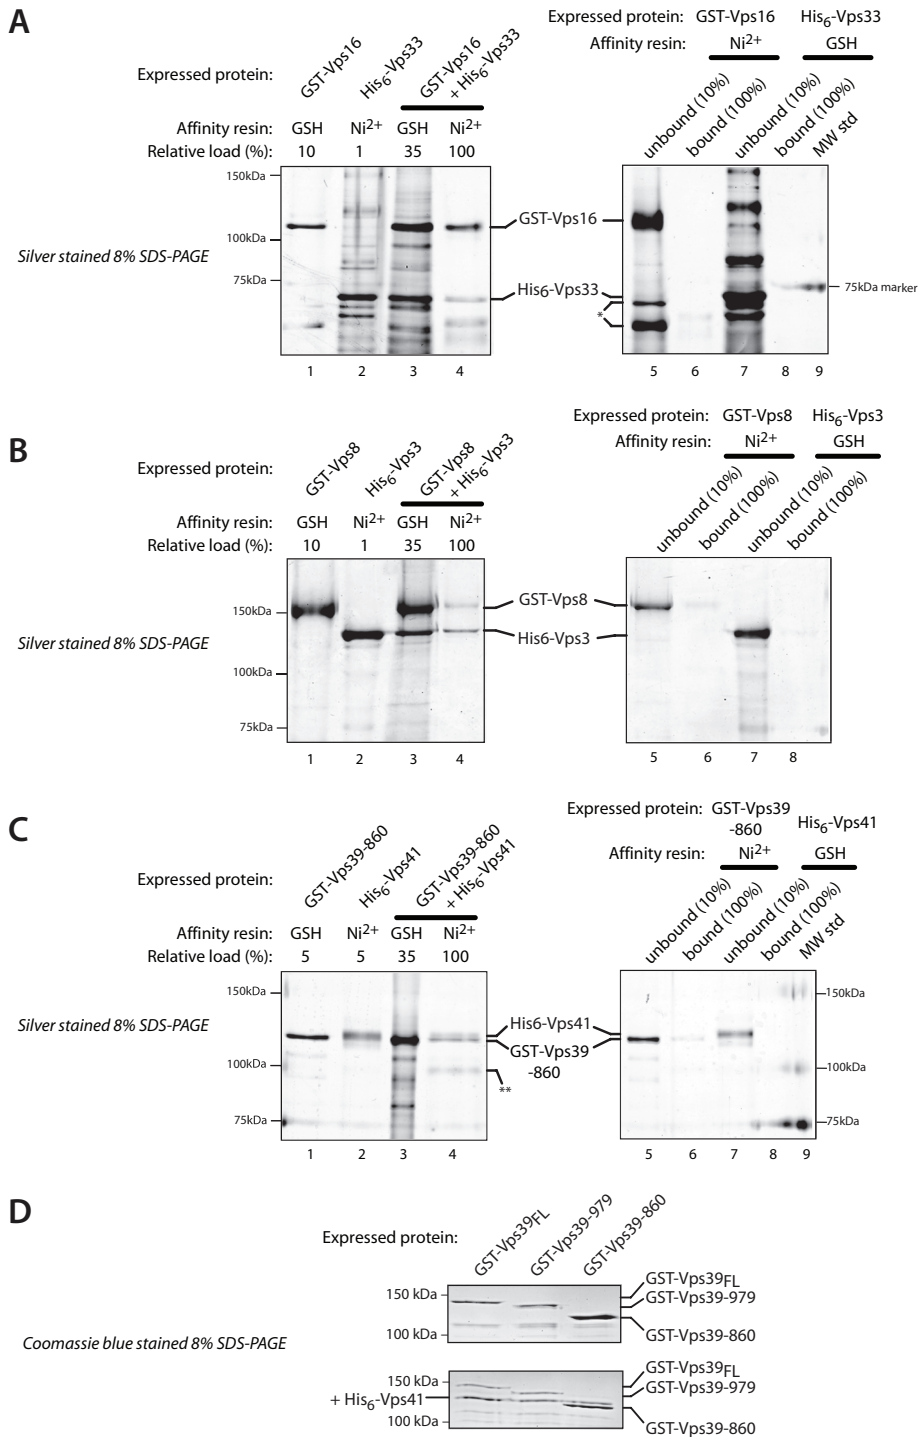 A
Expressed protein:
GST-Vps16
His6-Vps33
GST-Vps16
+ His6-Vps33
Affinity resin: GSH Ni2+ GSH Ni2+
Relative load (%): 10 1 35 100
Silver stained 8% SDS-PAGE
150kDa
100kDa
75kDa
1 2 3 4
GST-Vps16
His6-Vps33
*
Expressed protein: GST-Vps16 His6-Vps33
Affinity resin: Ni2+ GSH
unbound (10%)
bound (100%)
unbound (10%)
bound (100%)
MW std
75kDa marker
5 6 7 8 9
B
Expressed protein:
GST-Vps8
His6-Vps3
GST-Vps8
+ His6-Vps3
Affinity resin: GSH Ni2+ GSH Ni2+
Relative load (%): 10 1 35 100
Silver stained 8% SDS-PAGE
150kDa
100kDa
75kDa
1 2 3 4
GST-Vps8
His6-Vps3
Expressed protein: GST-Vps8 His6-Vps3
Affinity resin: Ni2+ GSH
unbound (10%)
bound (100%)
unbound (10%)
bound (100%)
5 6 7 8
C
Expressed protein:
GST-Vps39-860
His6-Vps41
GST-Vps39-860
+ His6-Vps41
Affinity resin: GSH Ni2+ GSH Ni2+
Relative load (%): 5 5 35 100
Silver stained 8% SDS-PAGE
150kDa
100kDa
75kDa
1 2 3 4
His6-Vps41
GST-Vps39
-860
**
Expressed protein: GST-Vps39
-860
His6-Vps41
Affinity resin: Ni2+ GSH
unbound (10%)
bound (100%)
unbound (10%)
bound (100%)
MW std
150kDa
100kDa
75kDa
5 6 7 8 9
D
Expressed protein:
GST-Vps39FL
GST-Vps39-979
GST-Vps39-860
Coomassie blue stained 8% SDS-PAGE
150 kDa
100 kDa
GST-Vps39FL
GST-Vps39-979
GST-Vps39-860
150 kDa
+ His6-Vps41
100 kDa
GST-Vps39FL
GST-Vps39-979
GST-Vps39-860